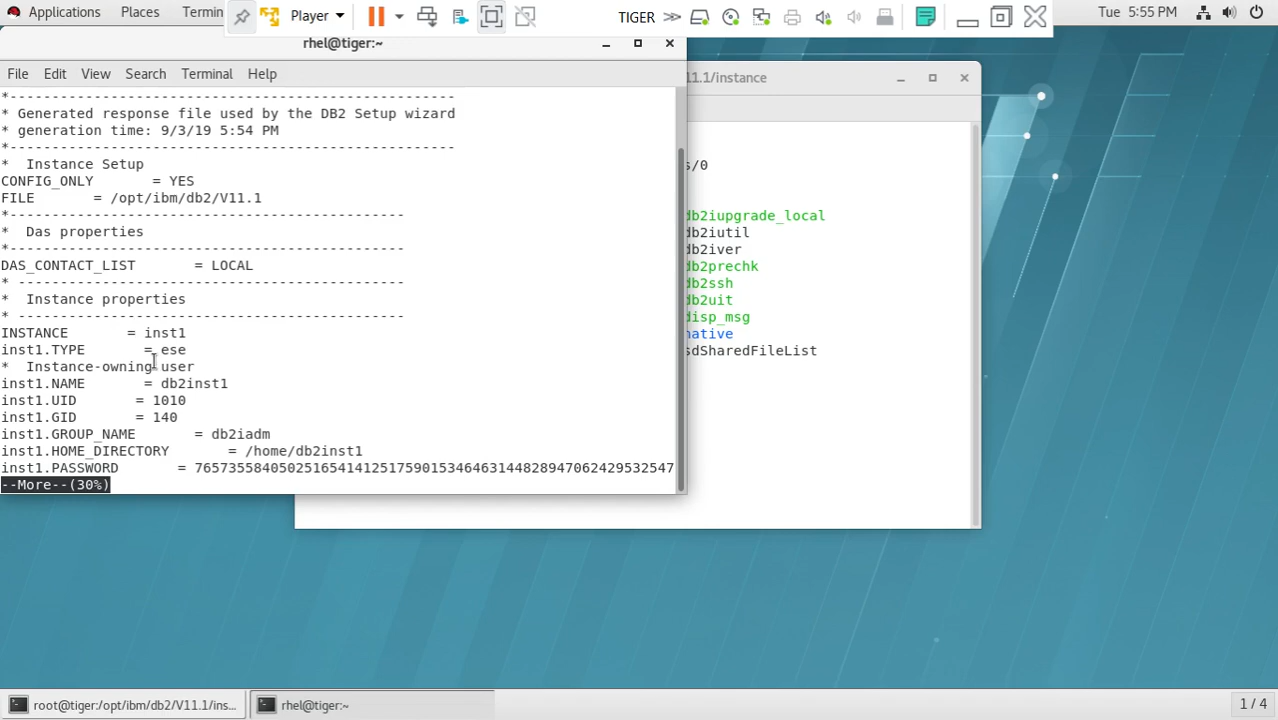 Applications Places Termin Player TIGER Tue 5:55 PM
rhel@tiger:~
File Edit View Search Terminal Help
*-----------------------------------------------------
* Generated response file used by the DB2 Setup wizard
* generation time: 9/3/19 5:54 PM
*-----------------------------------------------------
* Instance Setup
CONFIG_ONLY = YES
FILE = /opt/ibm/db2/V11.1
*-----------------------------------------------
* Das properties
*-----------------------------------------------
DAS_CONTACT_LIST = LOCAL
* ----------------------------------------------
* Instance properties
* ----------------------------------------------
INSTANCE = inst1
inst1.TYPE = ese
* Instance-owning user
inst1.NAME = db2inst1
inst1.UID = 1010
inst1.GID = 140
inst1.GROUP_NAME = db2iadm
inst1.HOME_DIRECTORY = /home/db2inst1
inst1.PASSWORD = 765735584050251654141251759015346463144828947062429532547
--More--(30%)
11.1/instance
s/0
db2iupgrade_local
db2iutil
db2iver
db2prechk
db2ssh
db2uit
disp_msg
native
sdSharedFileList
root@tiger:/opt/ibm/db2/V11.1/ins...
rhel@tiger:~
1 / 4